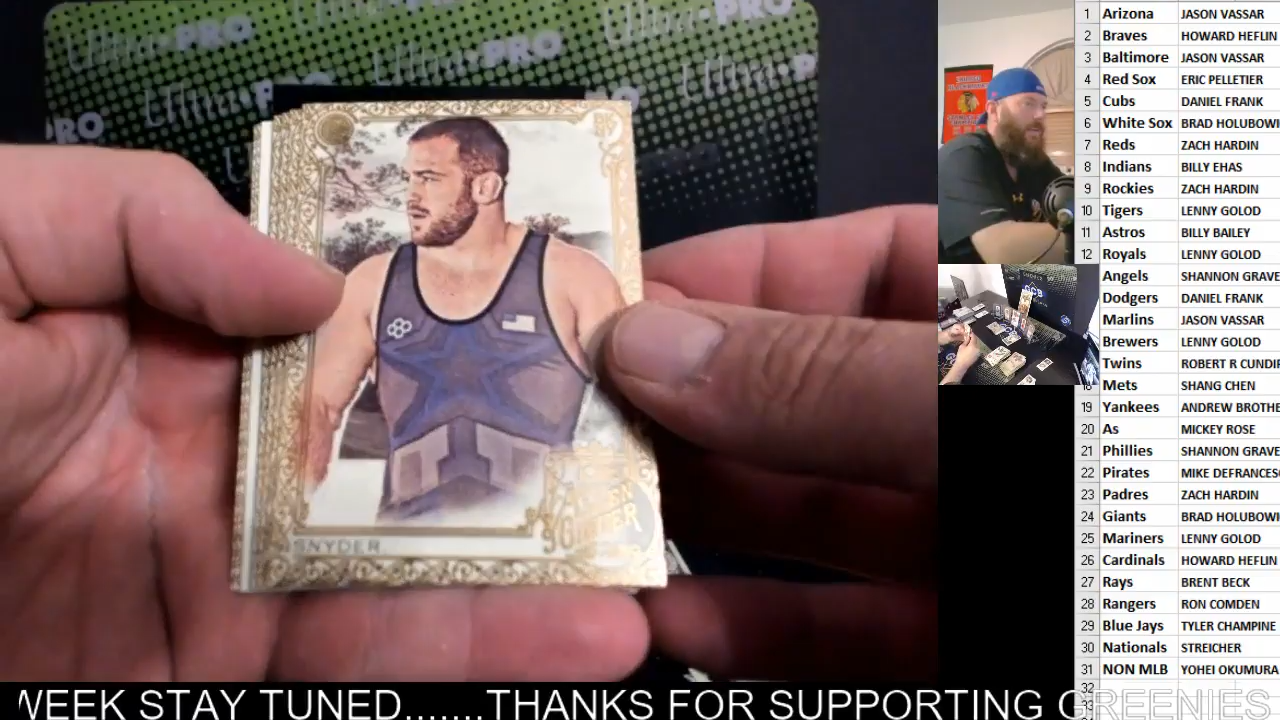 Ultra PRO
PRO
Ultra PRO
Ultra
Ultra PRO
PRO
SNYDER
1 Arizona JASON VASSAR
2 Braves HOWARD HEFLIN
3 Baltimore JASON VASSAR
4 Red Sox ERIC PELLETIER
5 Cubs DANIEL FRANK
6 White Sox BRAD HOLUBOWI
7 Reds ZACH HARDIN
8 Indians BILLY EHAS
9 Rockies ZACH HARDIN
10 Tigers LENNY GOLOD
11 Astros BILLY BAILEY
12 Royals LENNY GOLOD
Angels SHANNON GRAVE
Dodgers DANIEL FRANK
Marlins JASON VASSAR
Brewers LENNY GOLOD
Twins ROBERT R CUNDIF
Mets SHANG CHEN
19 Yankees ANDREW BROTHE
20 As MICKEY ROSE
21 Phillies SHANNON GRAVE
22 Pirates MIKE DEFRANCES
23 Padres ZACH HARDIN
24 Giants BRAD HOLUBOWI
25 Mariners LENNY GOLOD
26 Cardinals HOWARD HEFLIN
27 Rays BRENT BECK
28 Rangers RON COMDEN
29 Blue Jays TYLER CHAMPINE
30 Nationals STREICHER
31 NON MLB YOHEI OKUMURA
32
WEEK STAY TUNED.......THANKS FOR SUPPORTING GREENIES